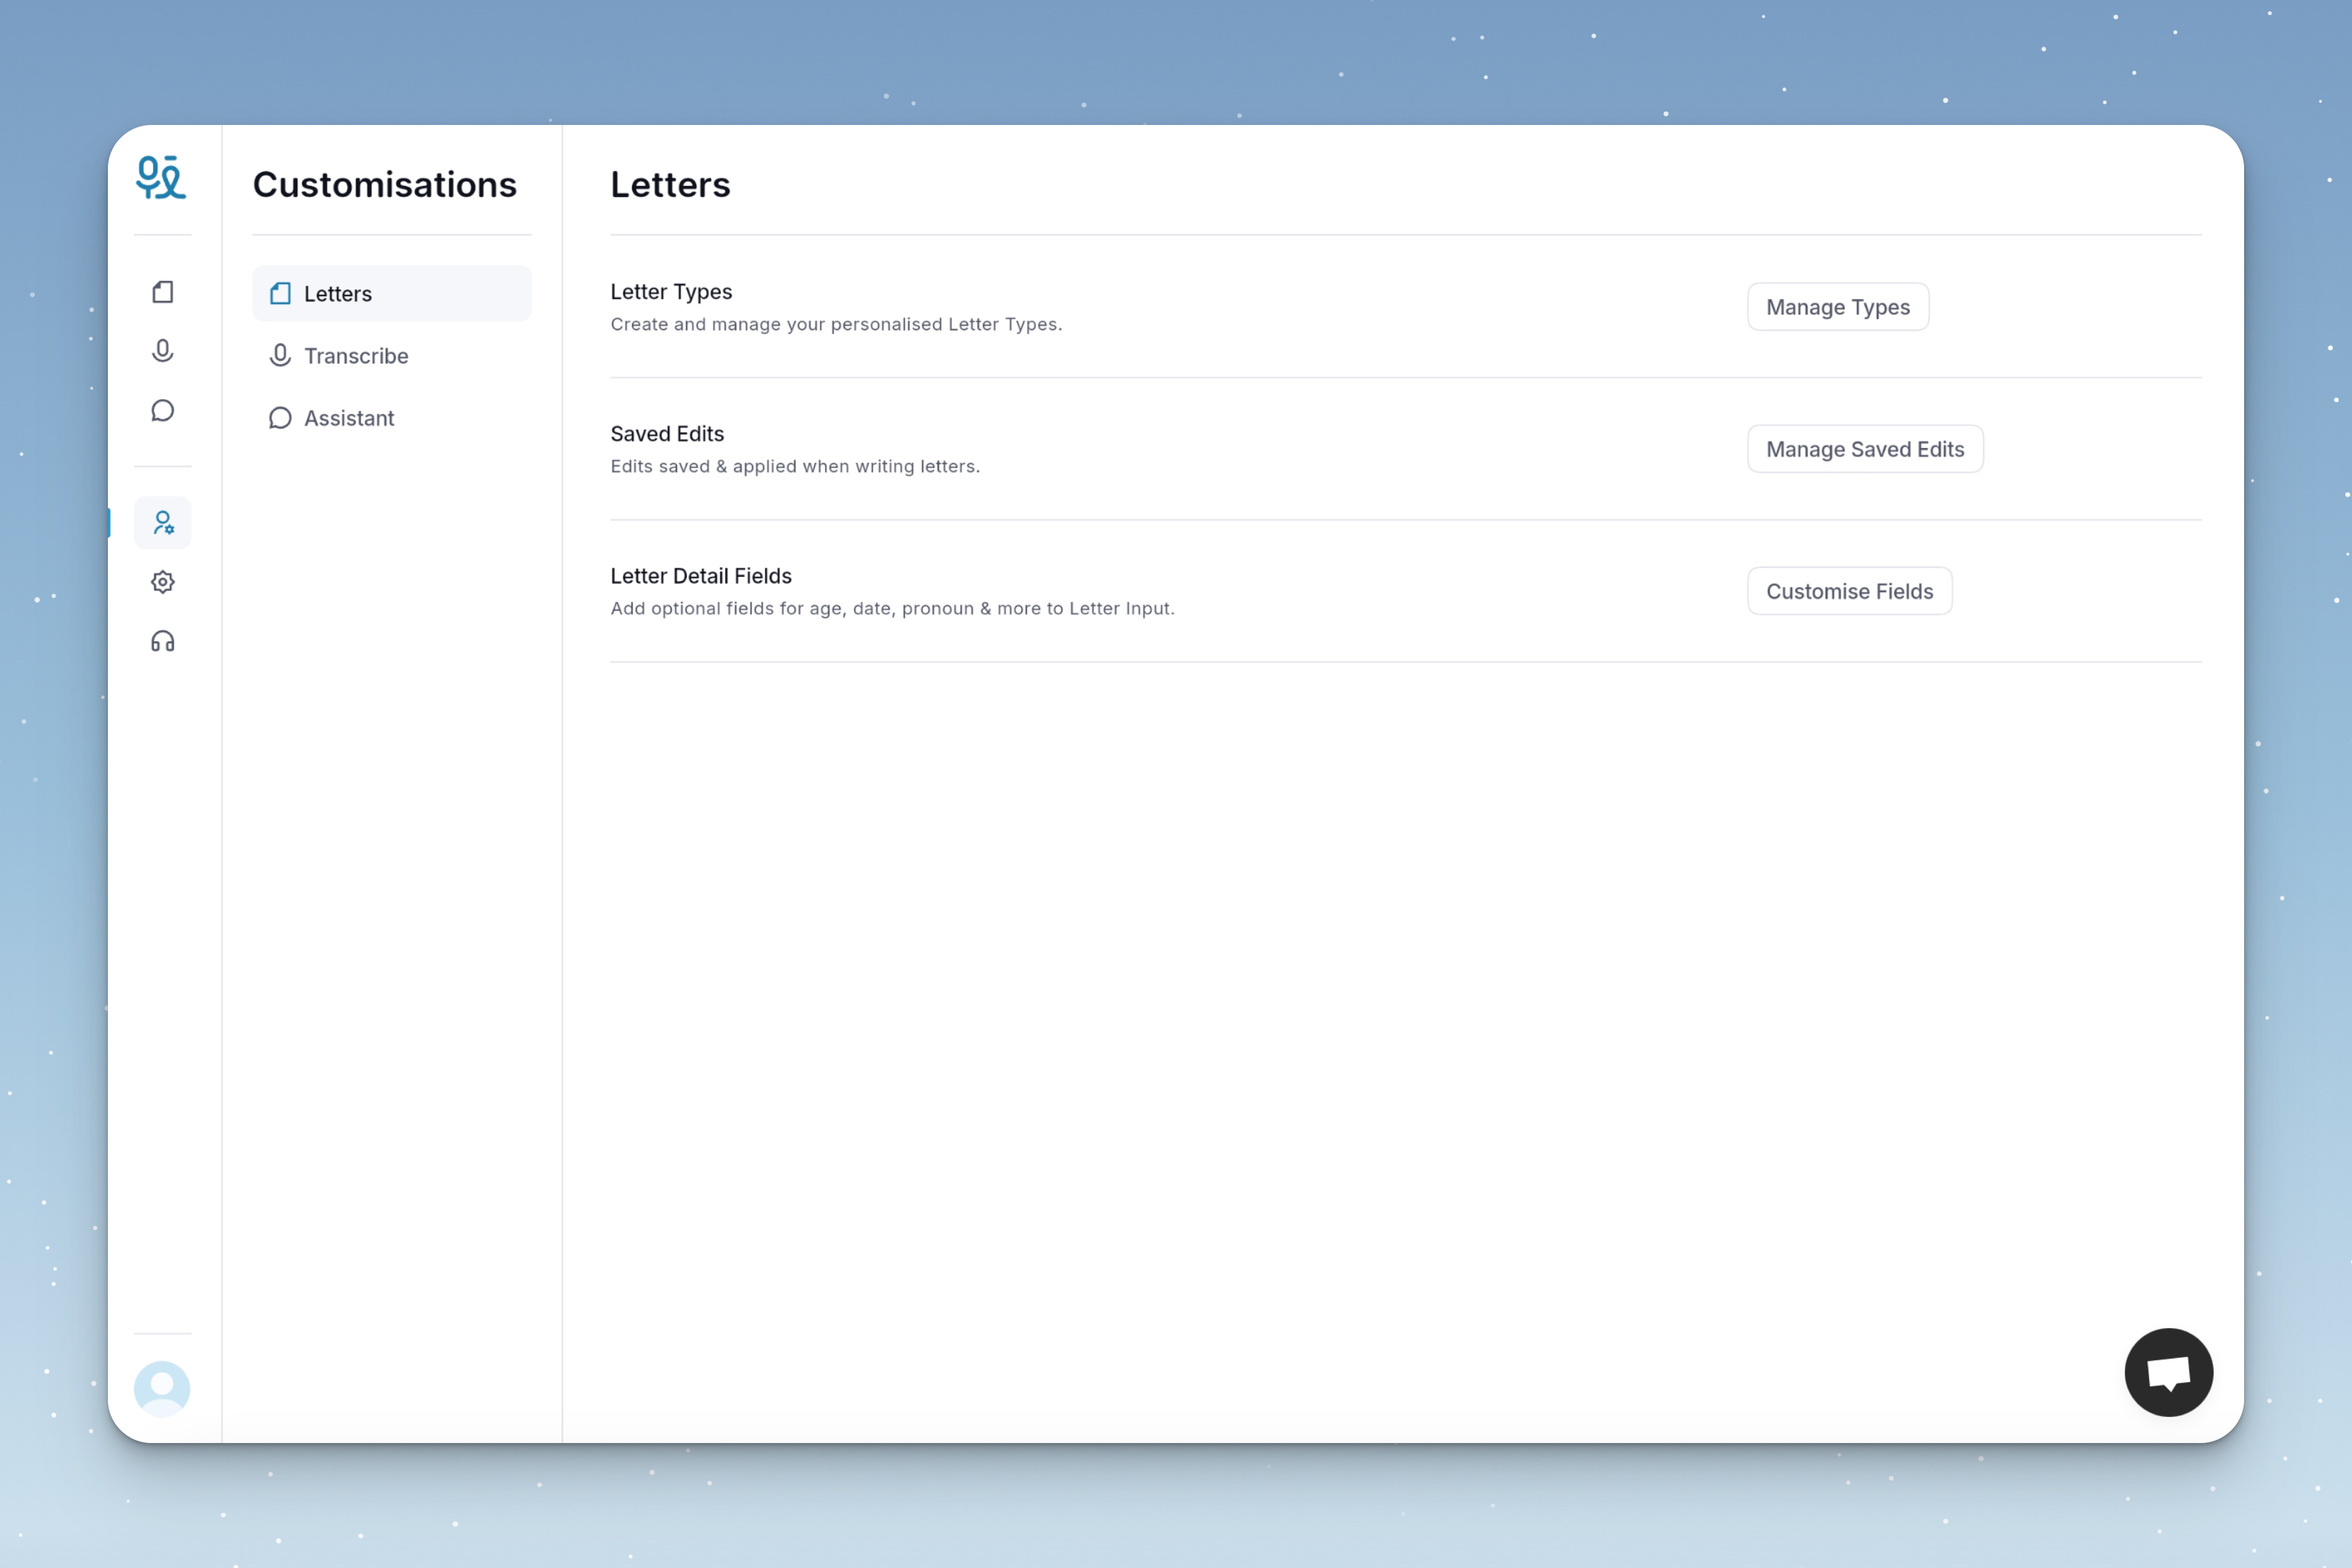 Customisations
Letters
Transcribe
Assistant
Letters
Letter Types
Create and manage your personalised Letter Types.
Manage Types
Saved Edits
Edits saved & applied when writing letters.
Manage Saved Edits
Letter Detail Fields
Add optional fields for age, date, pronoun & more to Letter Input.
Customise Fields